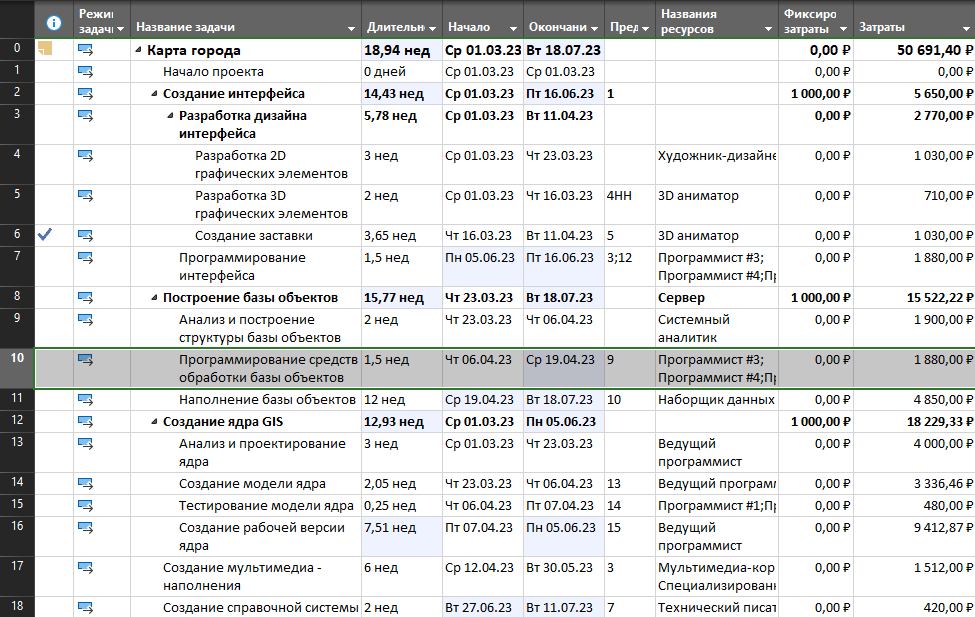 Режим задачи Название задачи Длительн Начало Окончани Пред Названия ресурсов Фиксиро затраты Затраты
0 Карта города 18,94 нед Ср 01.03.23 Вт 18.07.23 0,00 ₽ 50 691,40 ₽
1 Начало проекта 0 дней Ср 01.03.23 Ср 01.03.23 0,00 ₽ 0,00 ₽
2 Создание интерфейса 14,43 нед Ср 01.03.23 Пт 16.06.23 1 1 000,00 ₽ 5 650,00 ₽
3 Разработка дизайна 5,78 нед Ср 01.03.23 Вт 11.04.23 0,00 ₽ 2 770,00 ₽
интерфейса
4 Разработка 2D 3 нед Ср 01.03.23 Чт 23.03.23 Художник-дизайне 0,00 ₽ 1 030,00 ₽
графических элементов
5 Разработка 3D 2 нед Ср 01.03.23 Чт 16.03.23 4НН 3D аниматор 0,00 ₽ 710,00 ₽
графических элементов
6 Создание заставки 3,65 нед Чт 16.03.23 Вт 11.04.23 5 3D аниматор 0,00 ₽ 1 030,00 ₽
7 Программирование 1,5 нед Пн 05.06.23 Пт 16.06.23 3;12 Программист #3; 0,00 ₽ 1 880,00 ₽
интерфейса Программист #4;Пр
8 Построение базы объектов 15,77 нед Чт 23.03.23 Вт 18.07.23 Сервер 1 000,00 ₽ 15 522,22 ₽
9 Анализ и построение 2 нед Чт 23.03.23 Чт 06.04.23 Системный 0,00 ₽ 1 900,00 ₽
структуры базы объектов аналитик
10 Программирование средств 1,5 нед Чт 06.04.23 Ср 19.04.23 9 Программист #3; 0,00 ₽ 1 880,00 ₽
обработки базы объектов Программист #4;Пр
11 Наполнение базы объектов 12 нед Ср 19.04.23 Вт 18.07.23 10 Наборщик данных 0,00 ₽ 4 850,00 ₽
12 Создание ядра GIS 12,93 нед Ср 01.03.23 Пн 05.06.23 1 000,00 ₽ 18 229,33 ₽
13 Анализ и проектирование 3 нед Ср 01.03.23 Чт 23.03.23 Ведущий 0,00 ₽ 4 000,00 ₽
ядра программист
14 Создание модели ядра 2,05 нед Чт 23.03.23 Чт 06.04.23 13 Ведущий программ 0,00 ₽ 3 336,46 ₽
15 Тестирование модели ядра 0,25 нед Чт 06.04.23 Пт 07.04.23 14 Программист #1;Пр 0,00 ₽ 480,00 ₽
16 Создание рабочей версии 7,51 нед Пт 07.04.23 Пн 05.06.23 15 Ведущий 0,00 ₽ 9 412,87 ₽
ядра программист
17 Создание мультимедиа - 6 нед Ср 12.04.23 Вт 30.05.23 3 Мультимедиа-кор 0,00 ₽ 1 512,00 ₽
наполнения Специализирован
18 Создание справочной системы 2 нед Вт 27.06.23 Вт 11.07.23 7 Технический писат 0,00 ₽ 420,00 ₽